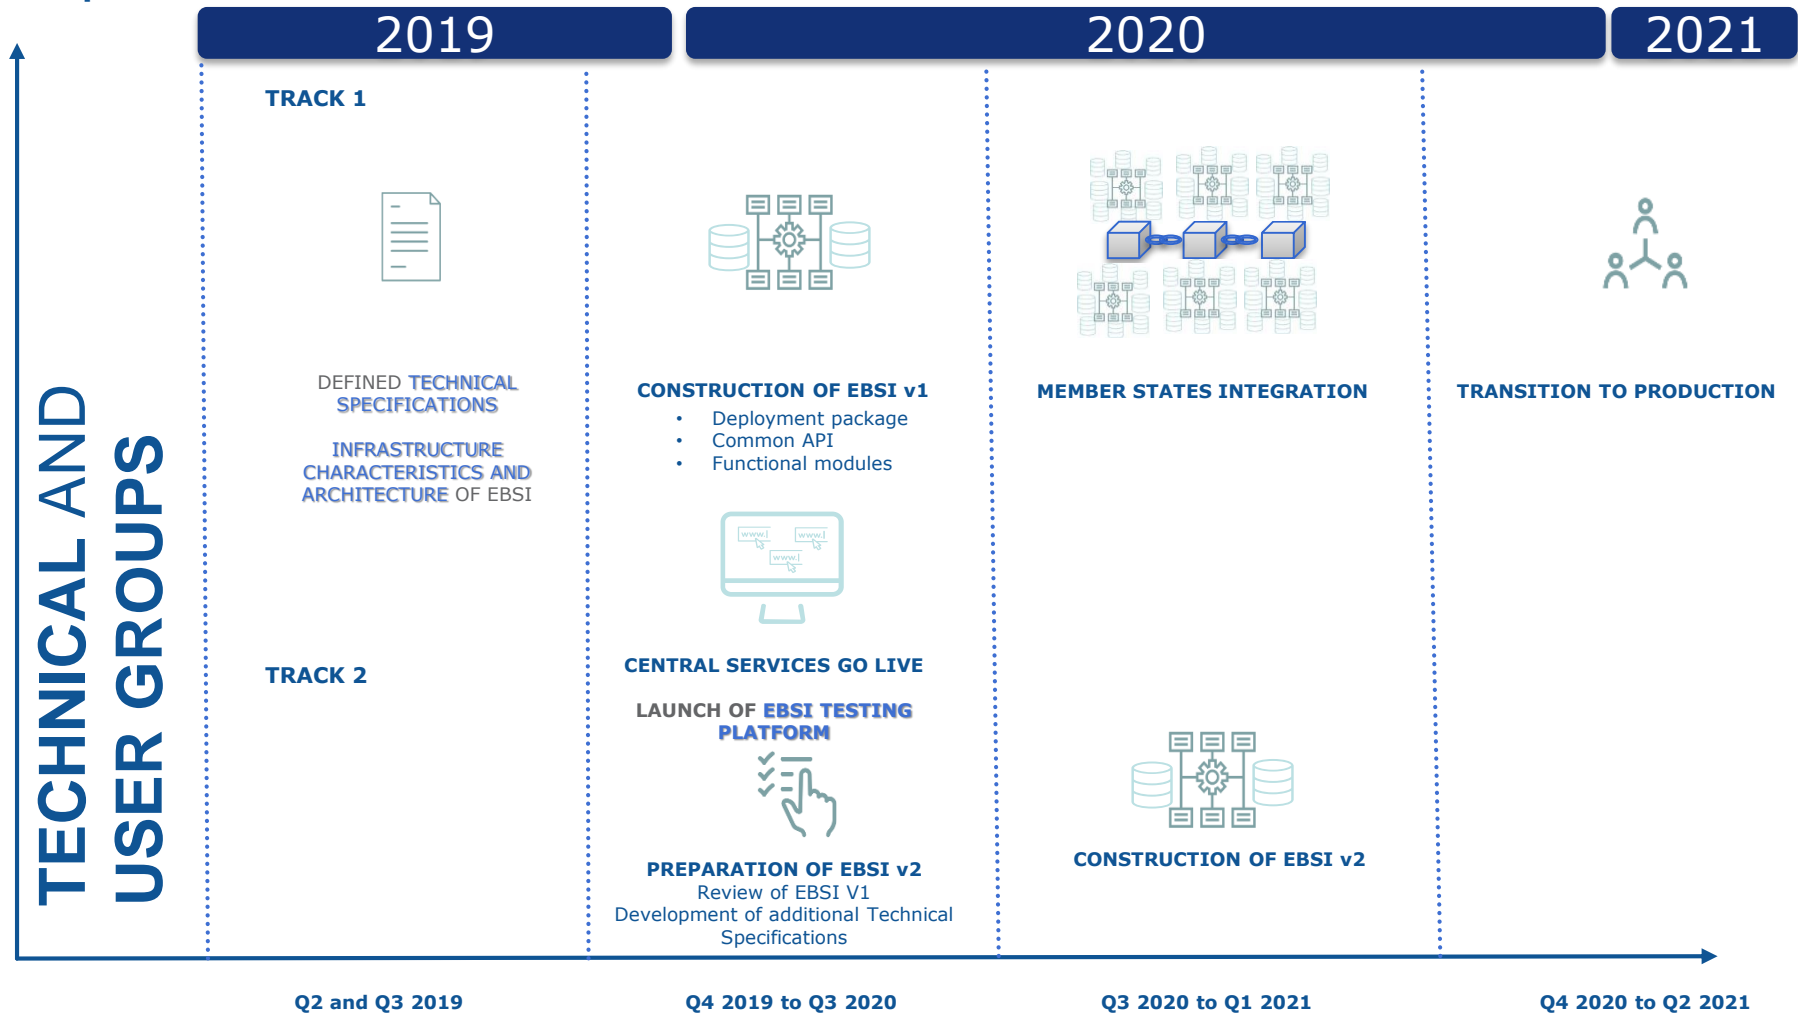 2019
2020
2021
TECHNICAL AND
USER GROUPS
TRACK 1
DEFINED TECHNICAL
SPECIFICATIONS
INFRASTRUCTURE
CHARACTERISTICS AND
ARCHITECTURE OF EBSI
CONSTRUCTION OF EBSI v1
• Deployment package
• Common API
• Functional modules
MEMBER STATES INTEGRATION
TRANSITION TO PRODUCTION
www.|
www.|
www.|
CENTRAL SERVICES GO LIVE
LAUNCH OF EBSI TESTING
PLATFORM
TRACK 2
PREPARATION OF EBSI v2
Review of EBSI V1
Development of additional Technical
Specifications
CONSTRUCTION OF EBSI v2
Q2 and Q3 2019
Q4 2019 to Q3 2020
Q3 2020 to Q1 2021
Q4 2020 to Q2 2021